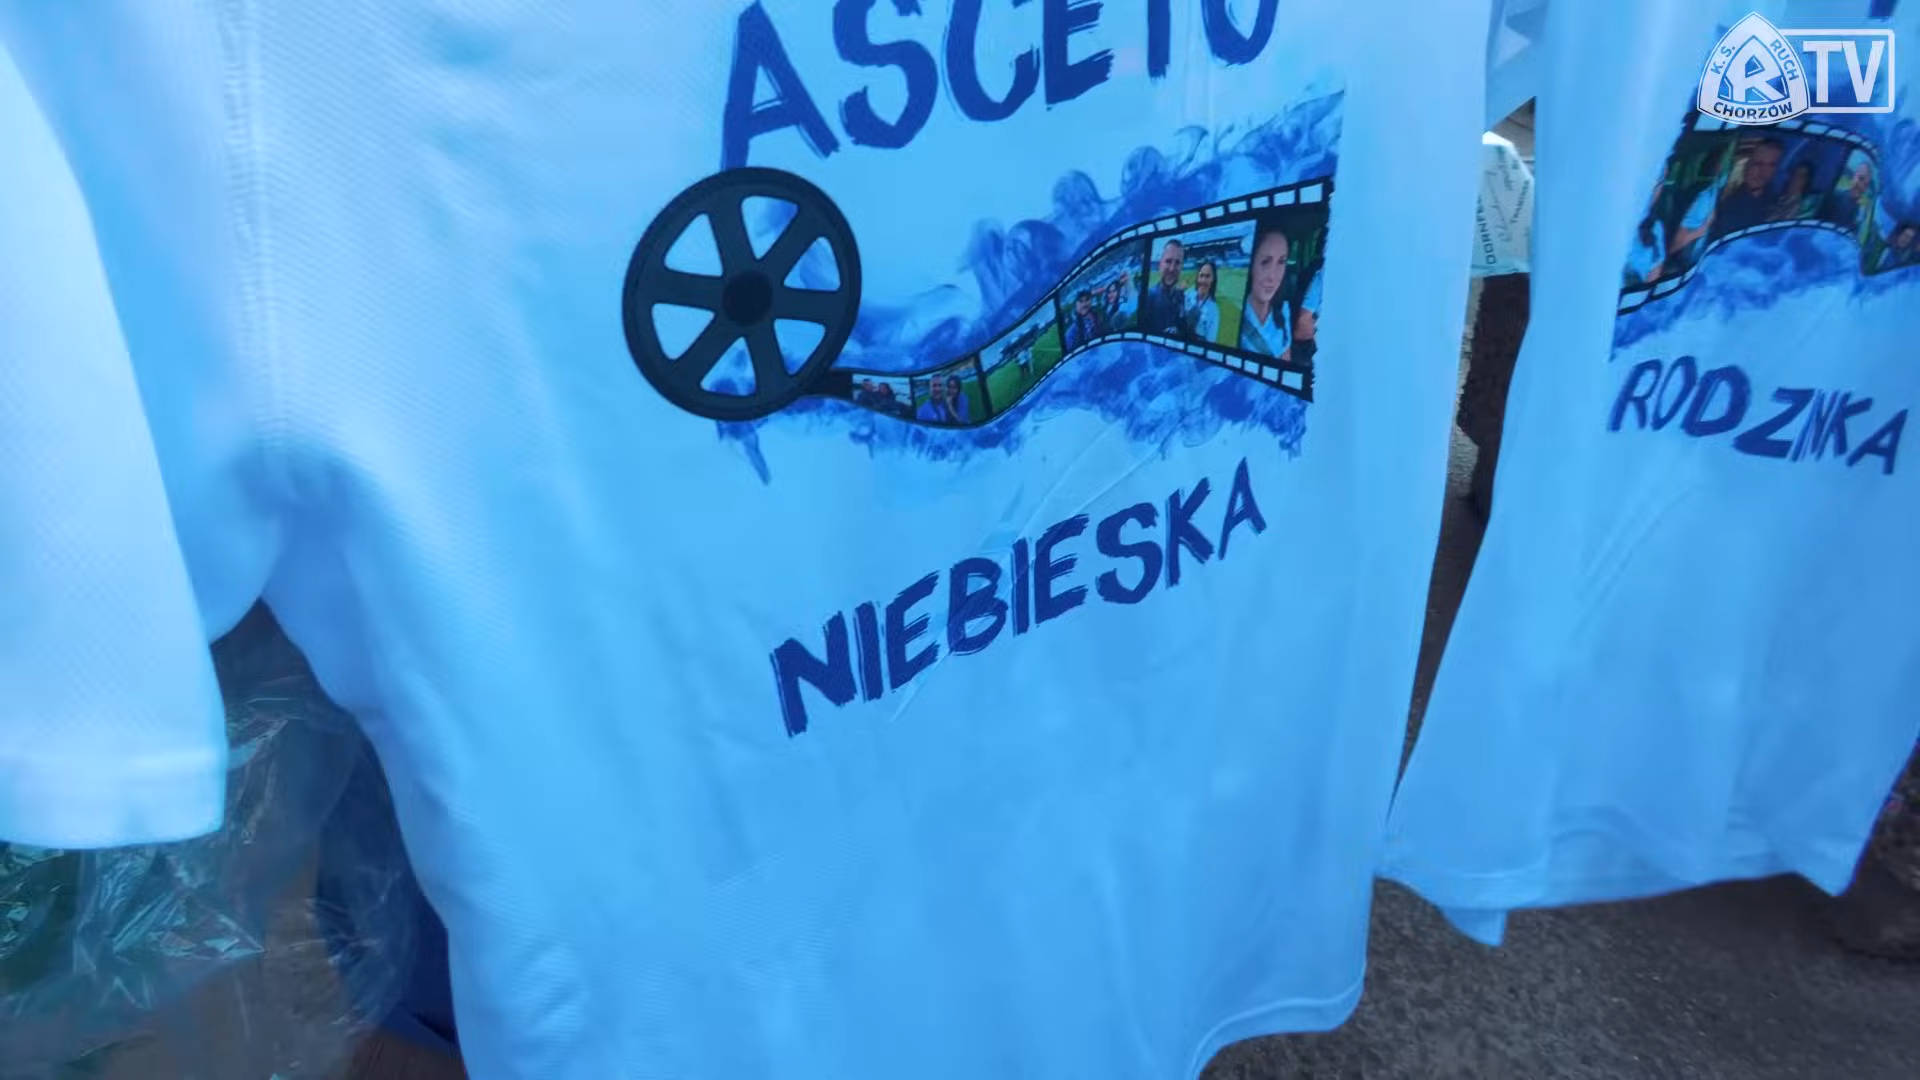 ASCETO
NIEBIESKA
RODZINKA
K.S. RUCH
CHORZÓW
R
TV